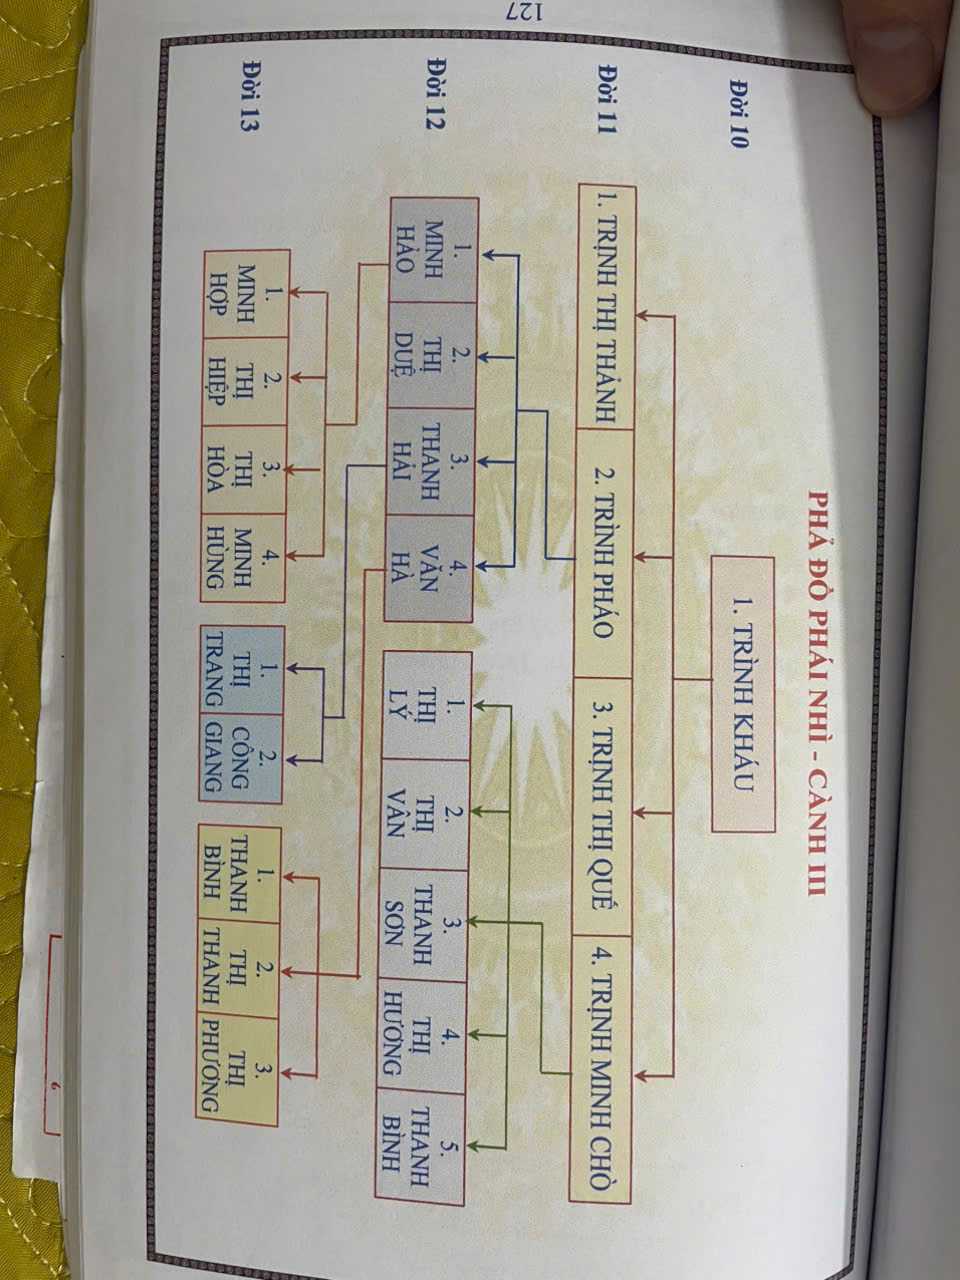 PHẢ ĐỒ PHÁI NHÌ - CÀNH III
Đời 10
1. TRÌNH KHÁU
Đời 11
1. TRỊNH THỊ THẢNH
2. TRÌNH PHÁO
3. TRỊNH THỊ QUẾ
4. TRỊNH MINH CHÒ
Đời 12
1.
MINH
HẢO
2.
THỊ
DUỆ
3.
THANH
HẢI
4.
VĂN
HÀ
1.
THỊ
LÝ
2.
THỊ
VÂN
3.
THANH
SƠN
4.
THỊ
HƯƠNG
5.
THANH
BÌNH
Đời 13
1.
MINH
HỢP
2.
THỊ
HIỆP
3.
THỊ
HÒA
4.
MINH
HÙNG
1.
THỊ
TRANG
2.
CÔNG
GIANG
1.
THANH
BÌNH
2.
THỊ
THANH
3.
THỊ
PHƯƠNG
127